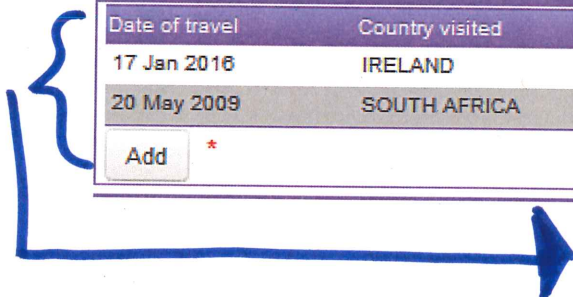 Date of travel Country visited
17 Jan 2016 IRELAND
20 May 2009 SOUTH AFRICA
Add *